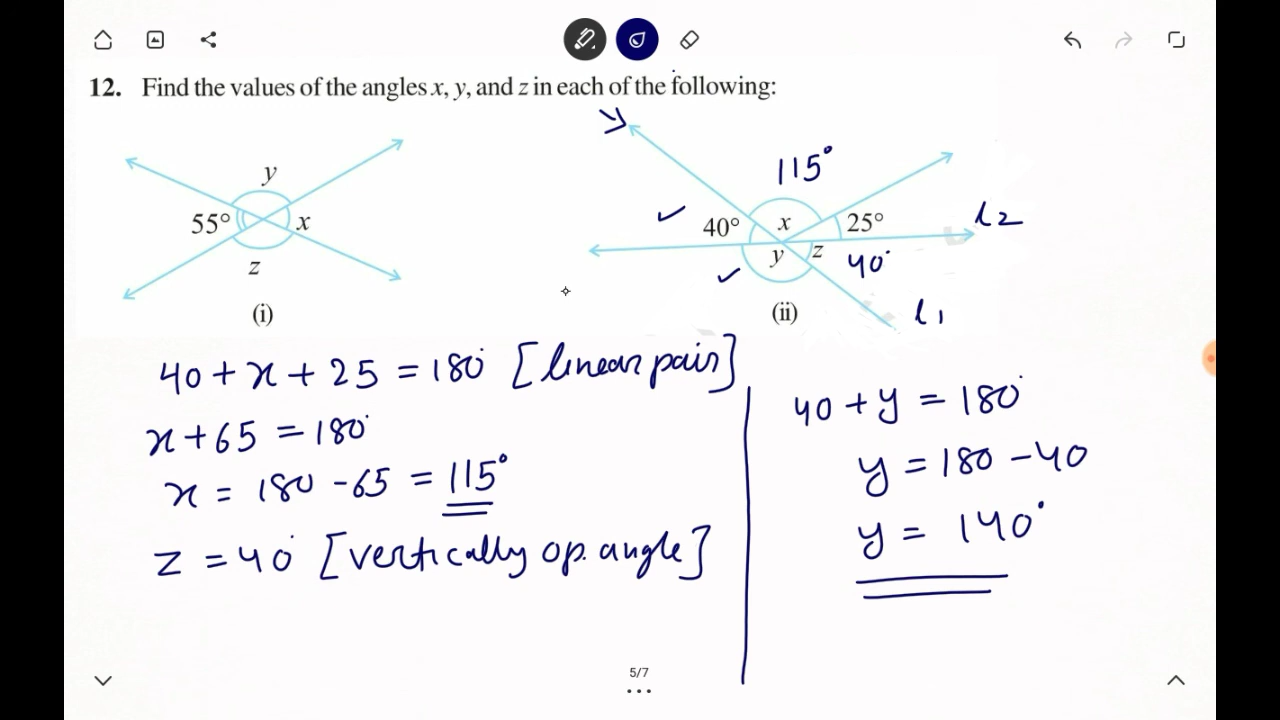 12. Find the values of the angles x, y, and z in each of the following:
y
55°
x
z
(i)
115°
40°
x
25°
l2
y
z
40°
l1
(ii)
40 + x + 25 = 180° [linear pair]
x + 65 = 180°
x = 180 - 65 = 115°
z = 40° [vertically op. angle]
40 + y = 180°
y = 180 - 40
y = 140°
5/7